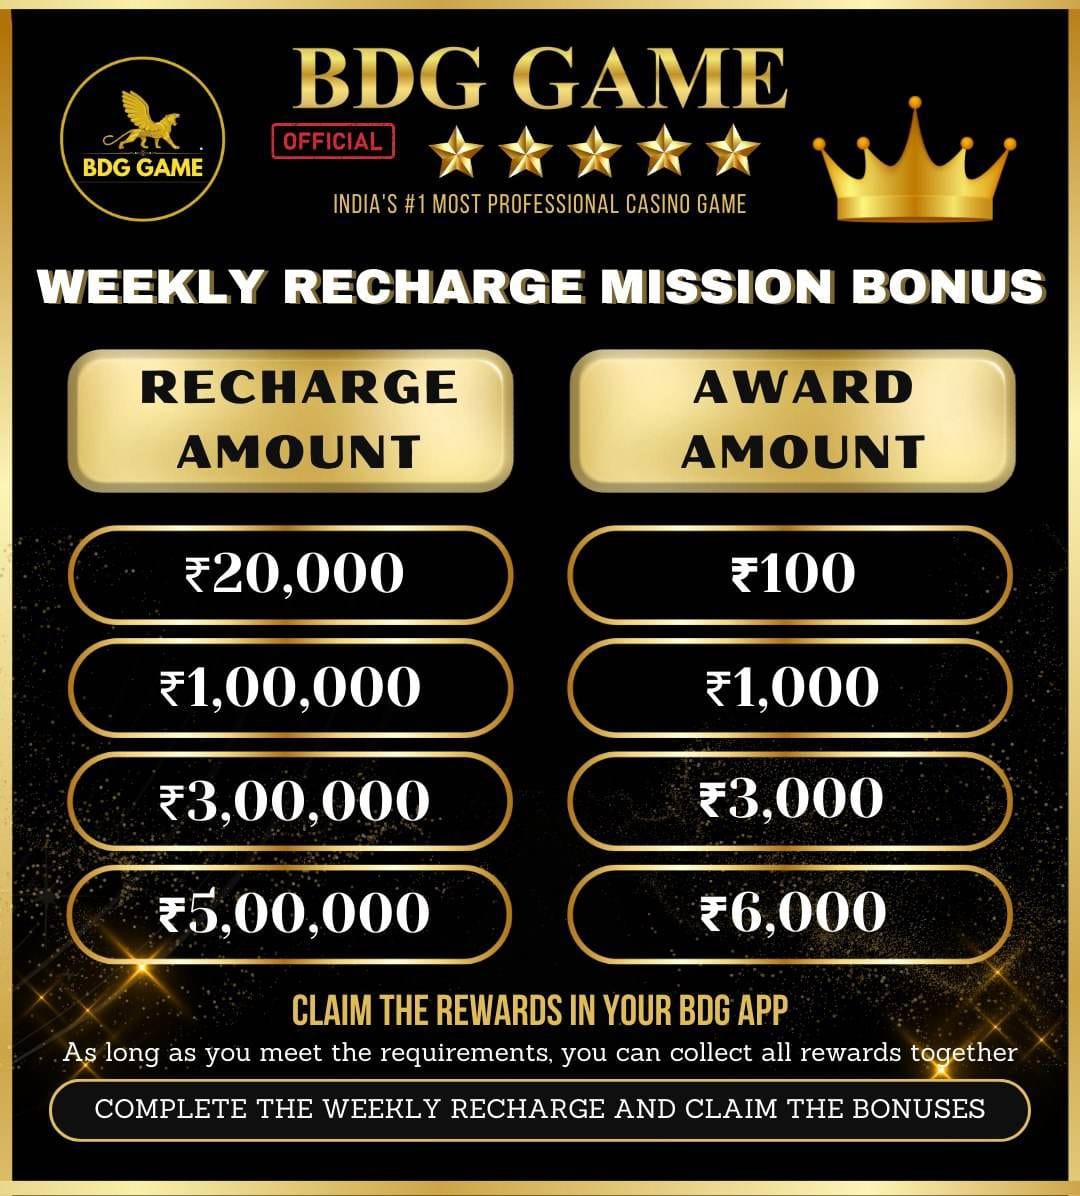 BDG GAME
BDG GAME
OFFICIAL
INDIA'S #1 MOST PROFESSIONAL CASINO GAME
WEEKLY RECHARGE MISSION BONUS
RECHARGE
AMOUNT
AWARD
AMOUNT
₹20,000
₹100
₹1,00,000
₹1,000
₹3,00,000
₹3,000
₹5,00,000
₹6,000
CLAIM THE REWARDS IN YOUR BDG APP
As long as you meet the requirements, you can collect all rewards together
COMPLETE THE WEEKLY RECHARGE AND CLAIM THE BONUSES